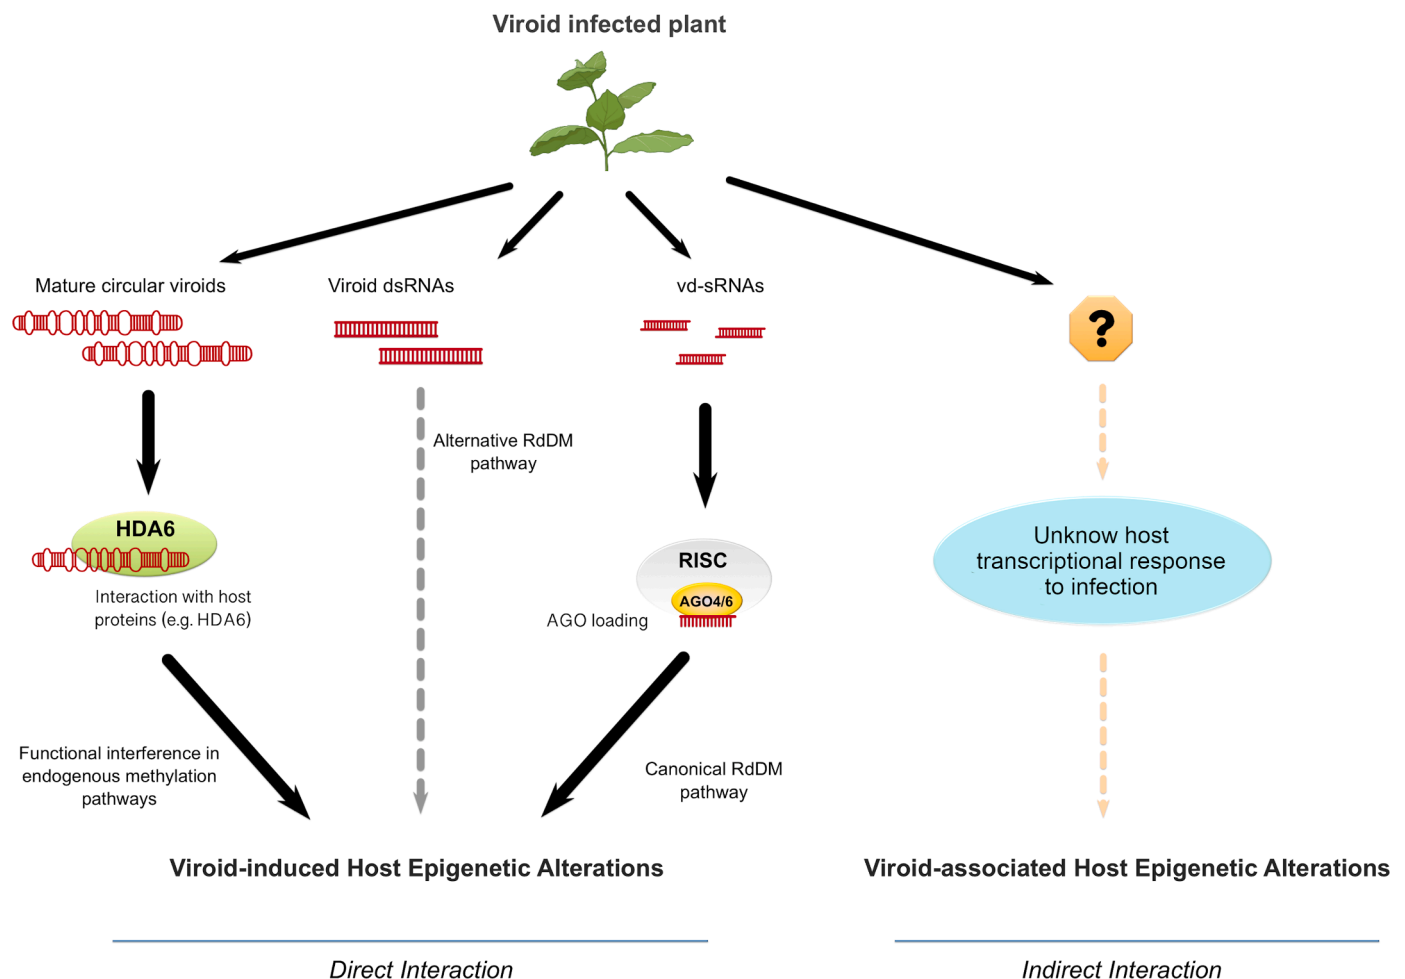 Viroid infected plant
Mature circular viroids
Viroid dsRNAs
vd-sRNAs
?
Alternative RdDM
pathway
HDA6
Interaction with host
proteins (e.g. HDA6)
RISC
AGO4/6
AGO loading
Unknow host
transcriptional response
to infection
Functional interference in
endogenous methylation
pathways
Canonical RdDM
pathway
Viroid-induced Host Epigenetic Alterations
Viroid-associated Host Epigenetic Alterations
Direct Interaction
Indirect Interaction